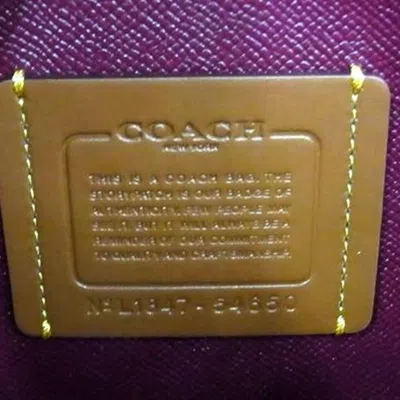 COACH
NEW YORK
THIS IS A COACH BAG. THE
STORYPATCH IS OUR BADGE OF
AUTHENTICITY. FEW PEOPLE MAY
SEE IT, BUT IT WILL ALWAYS BE A
REMINDER OF OUR COMMITMENT
TO QUALITY AND CRAFTSMANSHIP.
Nº L1847-54650